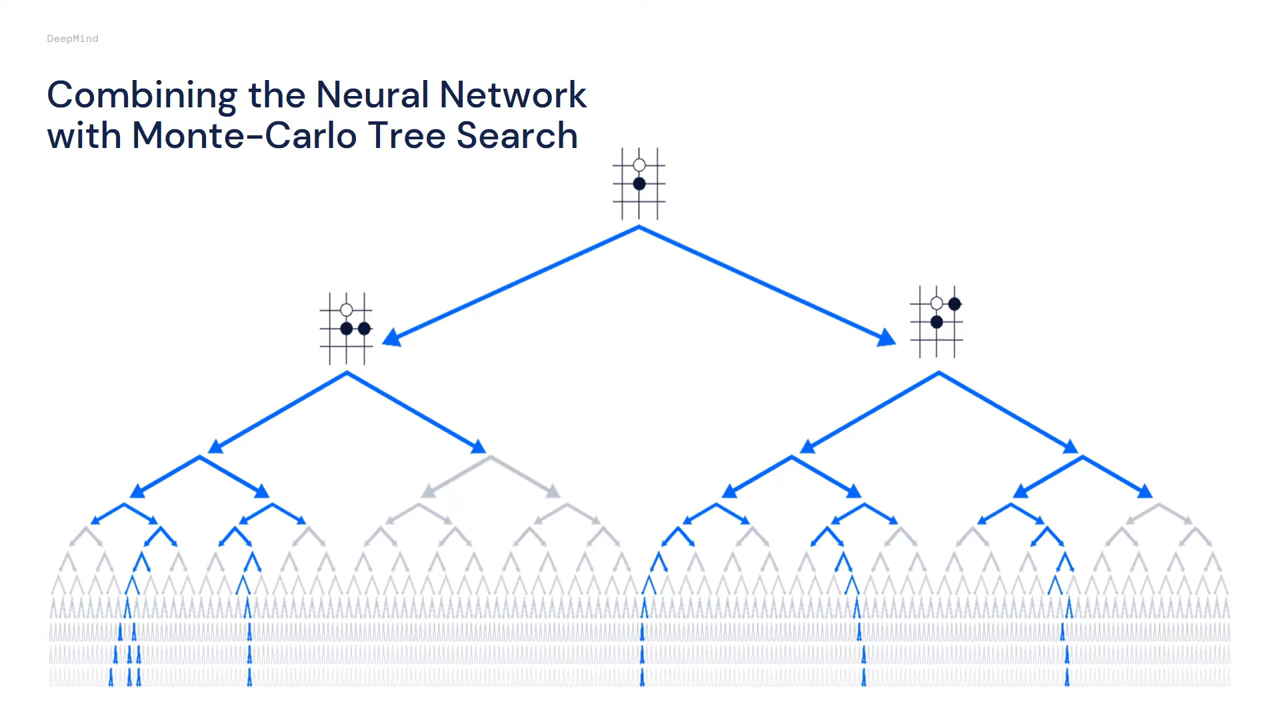 DeepMind
Combining the Neural Network
with Monte-Carlo Tree Search